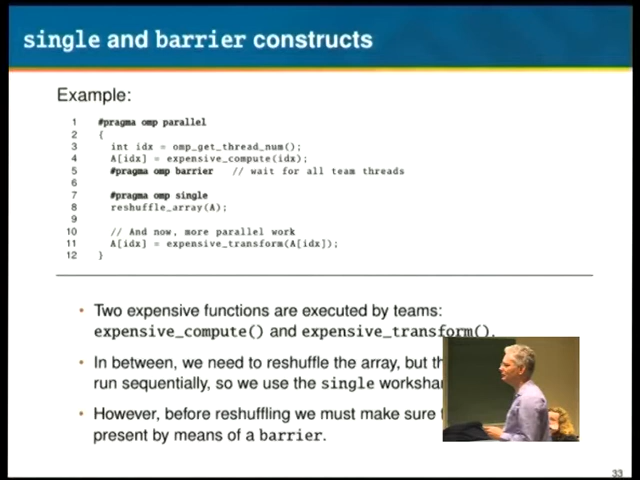 single and barrier constructs
Example:
1 #pragma omp parallel
2 {
3 int idx = omp_get_thread_num();
4 A[idx] = expensive_compute(idx);
5 #pragma omp barrier // wait for all team threads
6
7 #pragma omp single
8 reshuffle_array(A);
9
10 // And now, more parallel work
11 A[idx] = expensive_transform(A[idx]);
12 }
• Two expensive functions are executed by teams:
expensive_compute() and expensive_transform().
• In between, we need to reshuffle the array, but
run sequentially, so we use the single
• However, before reshuffling we must make sure
present by means of a barrier.
33